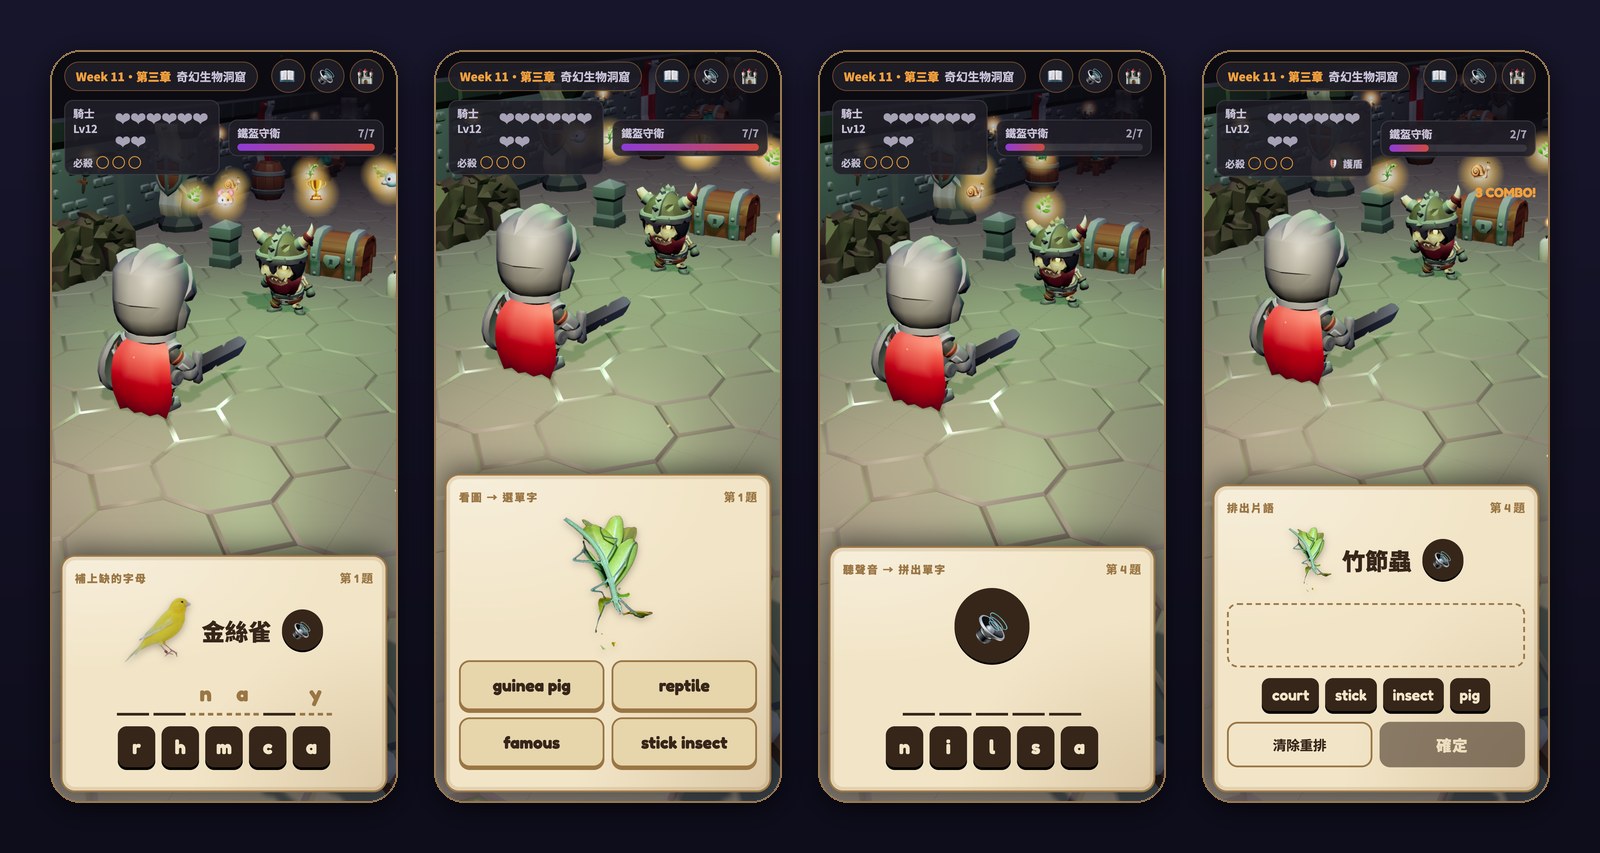 Week 11・第三章 奇幻生物洞窟
騎士
Lv12
必殺
鐵盔守衛 7/7
補上缺的字母 第1題
金絲雀
n a y
r h m c a
Week 11・第三章 奇幻生物洞窟
騎士
Lv12
必殺
鐵盔守衛 7/7
看圖 → 選單字 第1題
guinea pig reptile
famous stick insect
Week 11・第三章 奇幻生物洞窟
騎士
Lv12
必殺
鐵盔守衛 2/7
聽聲音 → 拼出單字 第4題
n i l s a
Week 11・第三章 奇幻生物洞窟
騎士
Lv12
必殺 護盾
鐵盔守衛 2/7
3 COMBO!
排出片語 第4題
竹節蟲
court stick insect pig
清除重排 確定